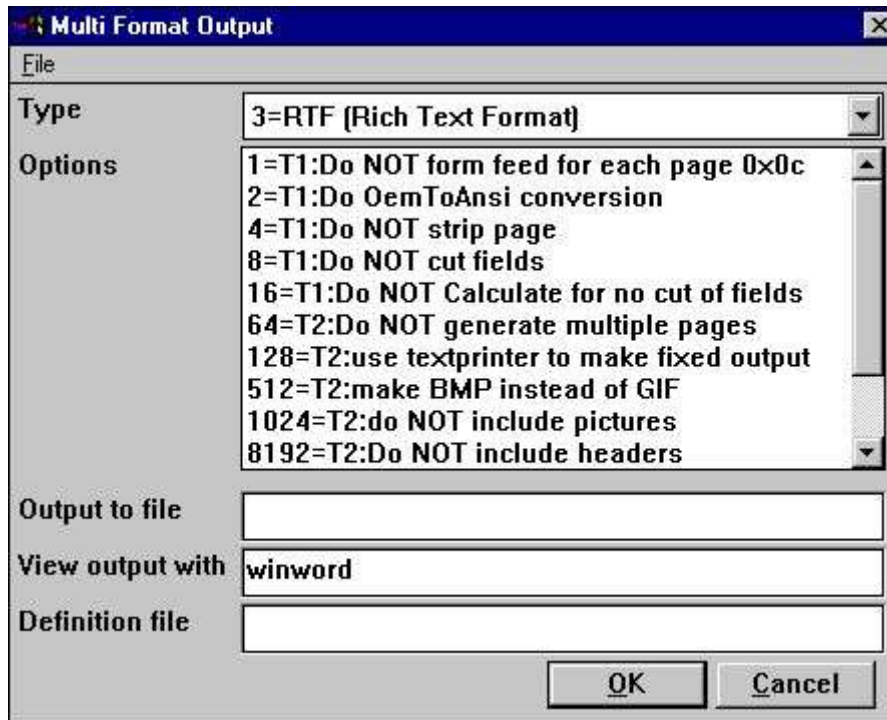 Multi Format Output
File
Type
3=RTF (Rich Text Format)
Options
1=T1:Do NOT form feed for each page 0x0c
2=T1:Do OemToAnsi conversion
4=T1:Do NOT strip page
8=T1:Do NOT cut fields
16=T1:Do NOT Calculate for no cut of fields
64=T2:Do NOT generate multiple pages
128=T2:use textprinter to make fixed output
512=T2:make BMP instead of GIF
1024=T2:do NOT include pictures
8192=T2:Do NOT include headers
Output to file
View output with
winword
Definition file
OK
Cancel